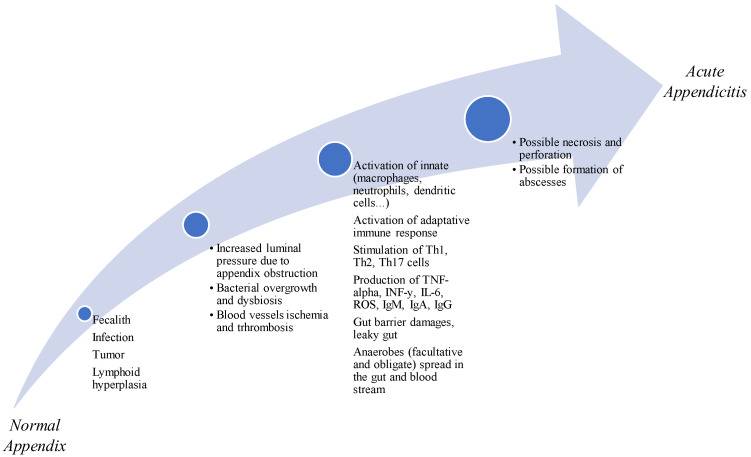 Normal
Appendix
Fecalith
Infection
Tumor
Lymphoid
hyperplasia
• Increased luminal
pressure due to
appendix obstruction
• Bacterial overgrowth
and dysbiosis
• Blood vessels ischemia
and trhrombosis
Activation of innate
(macrophages,
neutrophils, dendritic
cells...)
Activation of adaptative
immune response
Stimulation of Th1,
Th2, Th17 cells
Production of TNF-
alpha, INF-y, IL-6,
ROS, IgM, IgA, IgG
Gut barrier damages,
leaky gut
Anaerobes (facultative
and obligate) spread in
the gut and blood
stream
• Possible necrosis and
perforation
• Possible formation of
abscesses
Acute
Appendicitis